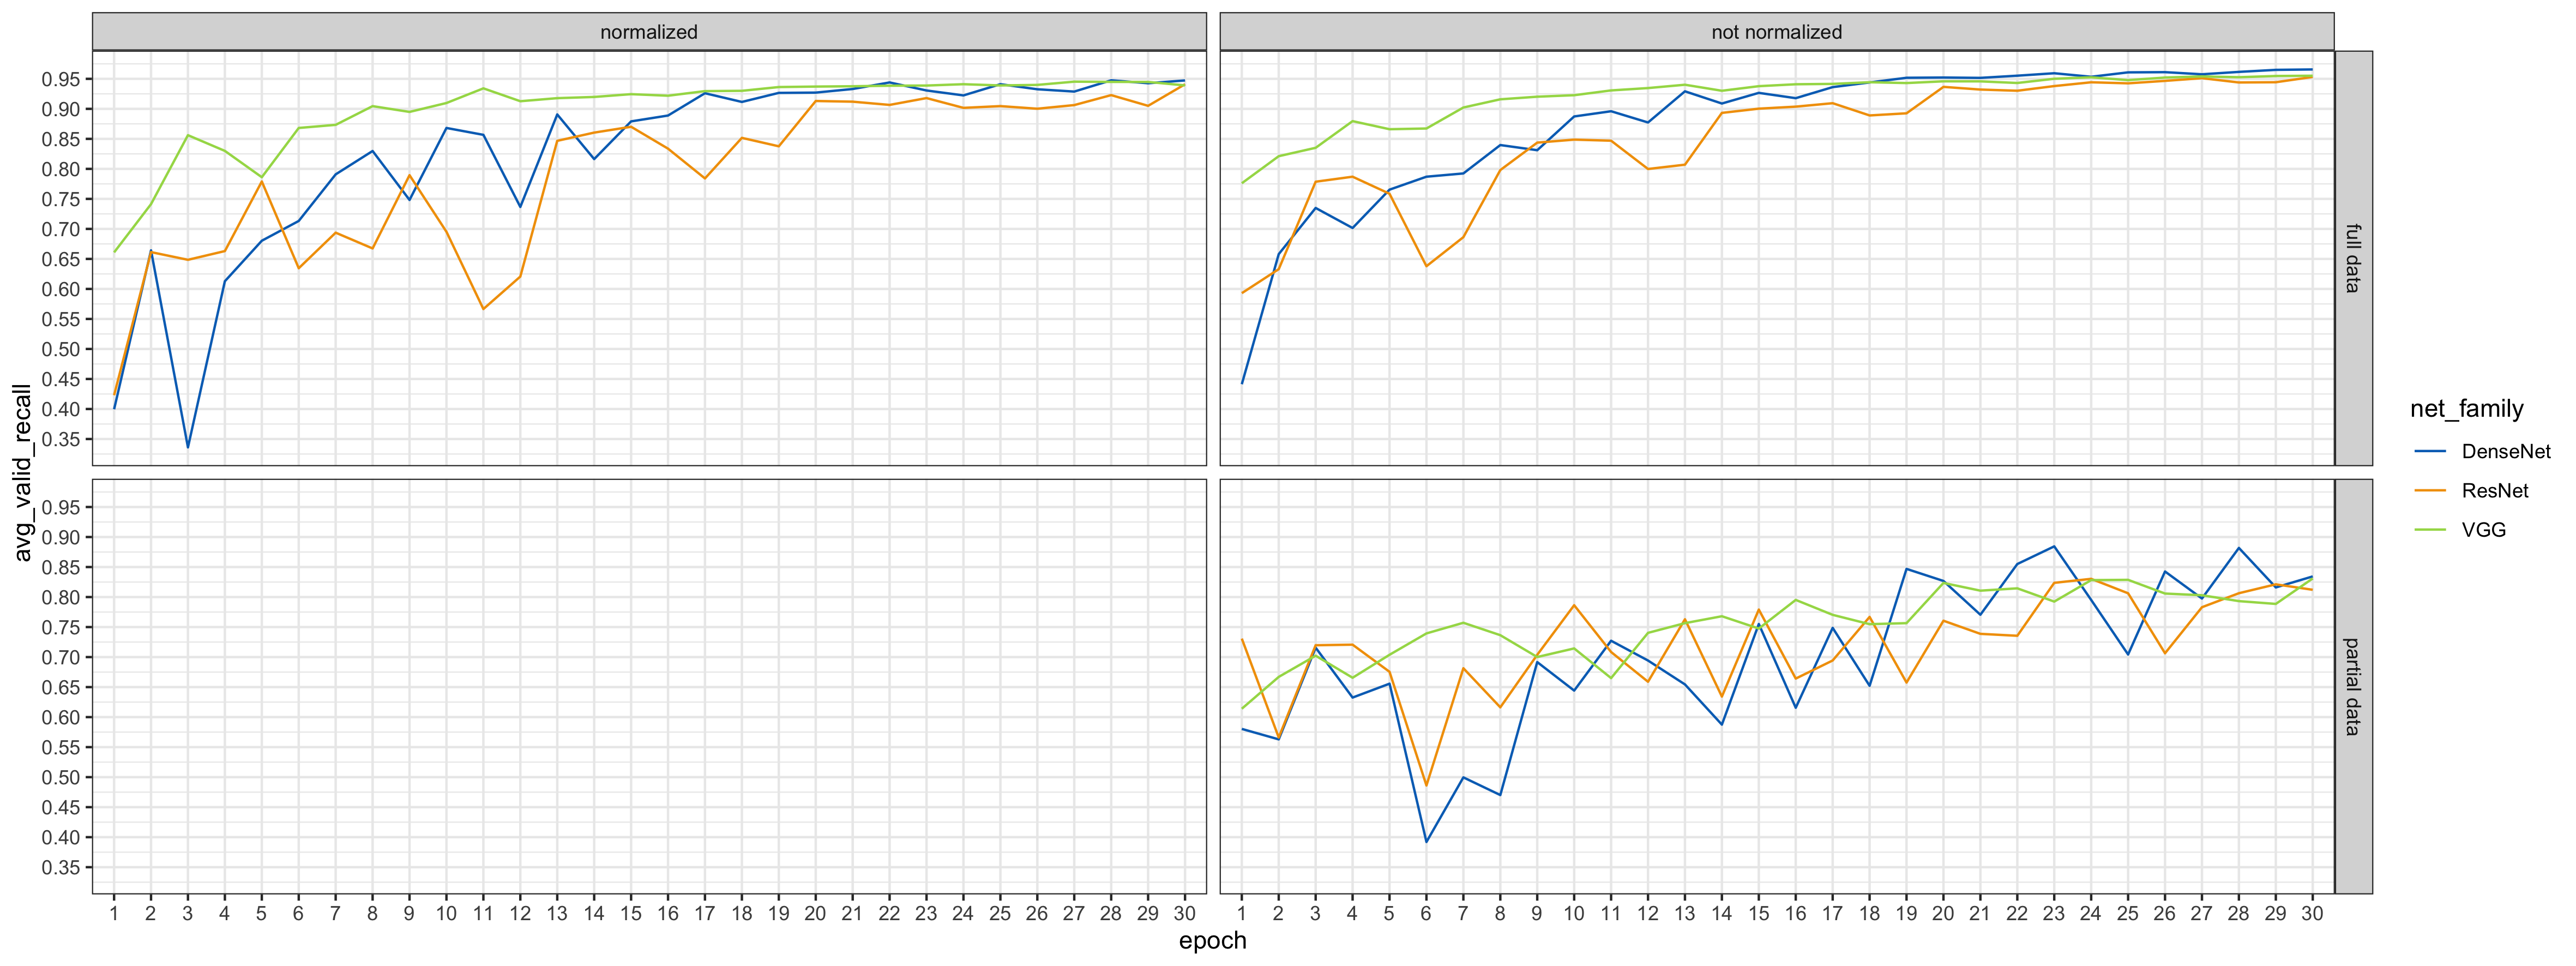 normalized
not normalized
avg_valid_recall
0.95
0.90
0.85
0.80
0.75
0.70
0.65
0.60
0.55
0.50
0.45
0.40
0.35
full data
0.95
0.90
0.85
0.80
0.75
0.70
0.65
0.60
0.55
0.50
0.45
0.40
0.35
partial data
1 2 3 4 5 6 7 8 9 10 11 12 13 14 15 16 17 18 19 20 21 22 23 24 25 26 27 28 29 30
1 2 3 4 5 6 7 8 9 10 11 12 13 14 15 16 17 18 19 20 21 22 23 24 25 26 27 28 29 30
epoch
net_family
DenseNet
ResNet
VGG